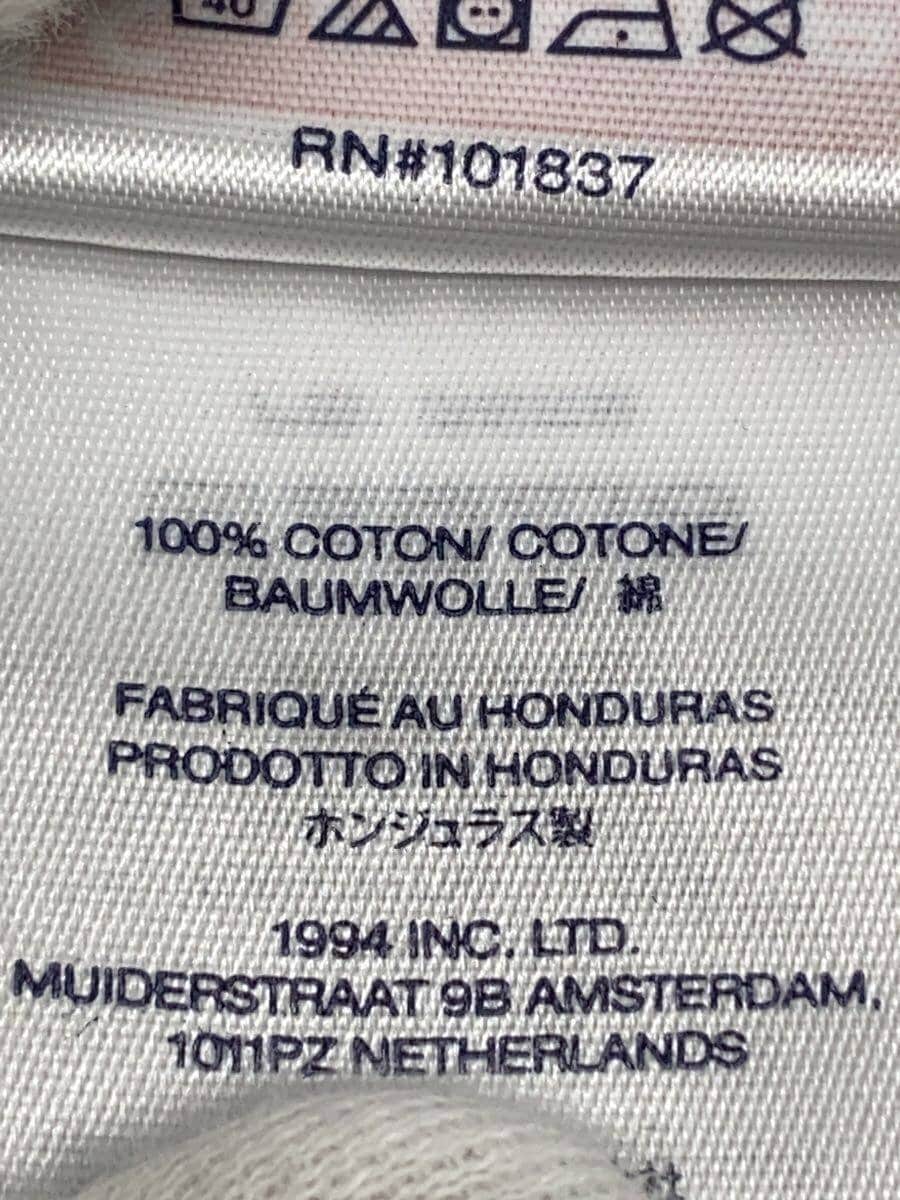 40
RN#101837
100% COTON/ COTONE/
BAUMWOLLE/ 綿
FABRIQUÉ AU HONDURAS
PRODOTTO IN HONDURAS
ホンジュラス製
1994 INC. LTD.
MUIDERSTRAAT 9B AMSTERDAM,
1011PZ NETHERLANDS